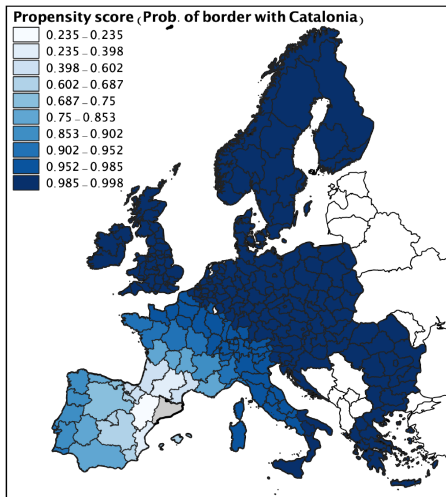 Propensity score (Prob. of border with Catalonia)
0.235 – 0.235
0.235 – 0.398
0.398 – 0.602
0.602 – 0.687
0.687 – 0.75
0.75 – 0.853
0.853 – 0.902
0.902 – 0.952
0.952 – 0.985
0.985 – 0.998